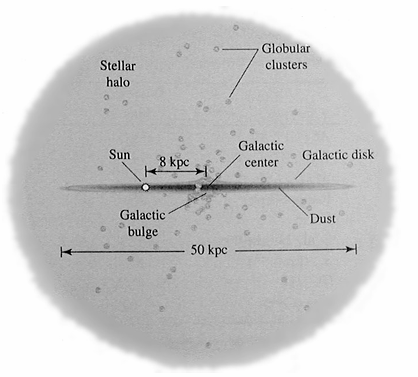 Globular
clusters
Stellar
halo
Sun
8 kpc
Galactic
center
Galactic disk
Galactic
bulge
Dust
50 kpc